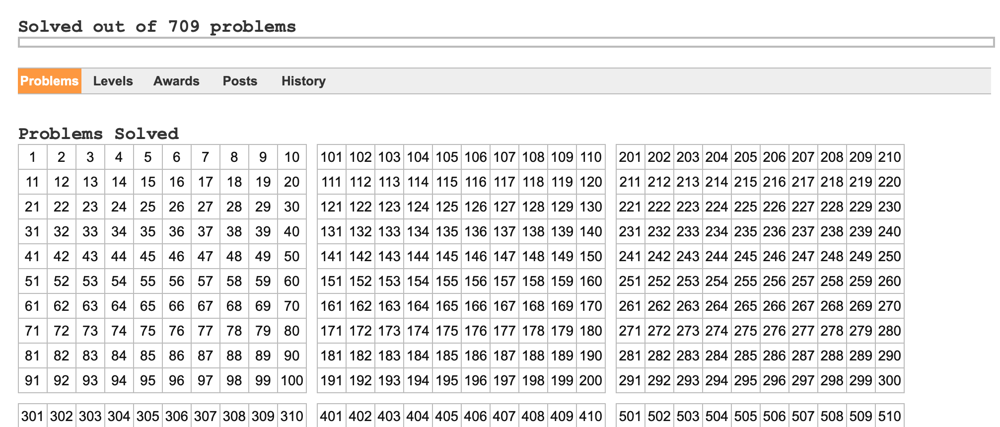 Solved out of 709 problems
Problems Levels Awards Posts History
Problems Solved
1 2 3 4 5 6 7 8 9 10 101 102 103 104 105 106 107 108 109 110 201 202 203 204 205 206 207 208 209 210
11 12 13 14 15 16 17 18 19 20 111 112 113 114 115 116 117 118 119 120 211 212 213 214 215 216 217 218 219 220
21 22 23 24 25 26 27 28 29 30 121 122 123 124 125 126 127 128 129 130 221 222 223 224 225 226 227 228 229 230
31 32 33 34 35 36 37 38 39 40 131 132 133 134 135 136 137 138 139 140 231 232 233 234 235 236 237 238 239 240
41 42 43 44 45 46 47 48 49 50 141 142 143 144 145 146 147 148 149 150 241 242 243 244 245 246 247 248 249 250
51 52 53 54 55 56 57 58 59 60 151 152 153 154 155 156 157 158 159 160 251 252 253 254 255 256 257 258 259 260
61 62 63 64 65 66 67 68 69 70 161 162 163 164 165 166 167 168 169 170 261 262 263 264 265 266 267 268 269 270
71 72 73 74 75 76 77 78 79 80 171 172 173 174 175 176 177 178 179 180 271 272 273 274 275 276 277 278 279 280
81 82 83 84 85 86 87 88 89 90 181 182 183 184 185 186 187 188 189 190 281 282 283 284 285 286 287 288 289 290
91 92 93 94 95 96 97 98 99 100 191 192 193 194 195 196 197 198 199 200 291 292 293 294 295 296 297 298 299 300
301 302 303 304 305 306 307 308 309 310 401 402 403 404 405 406 407 408 409 410 501 502 503 504 505 506 507 508 509 510